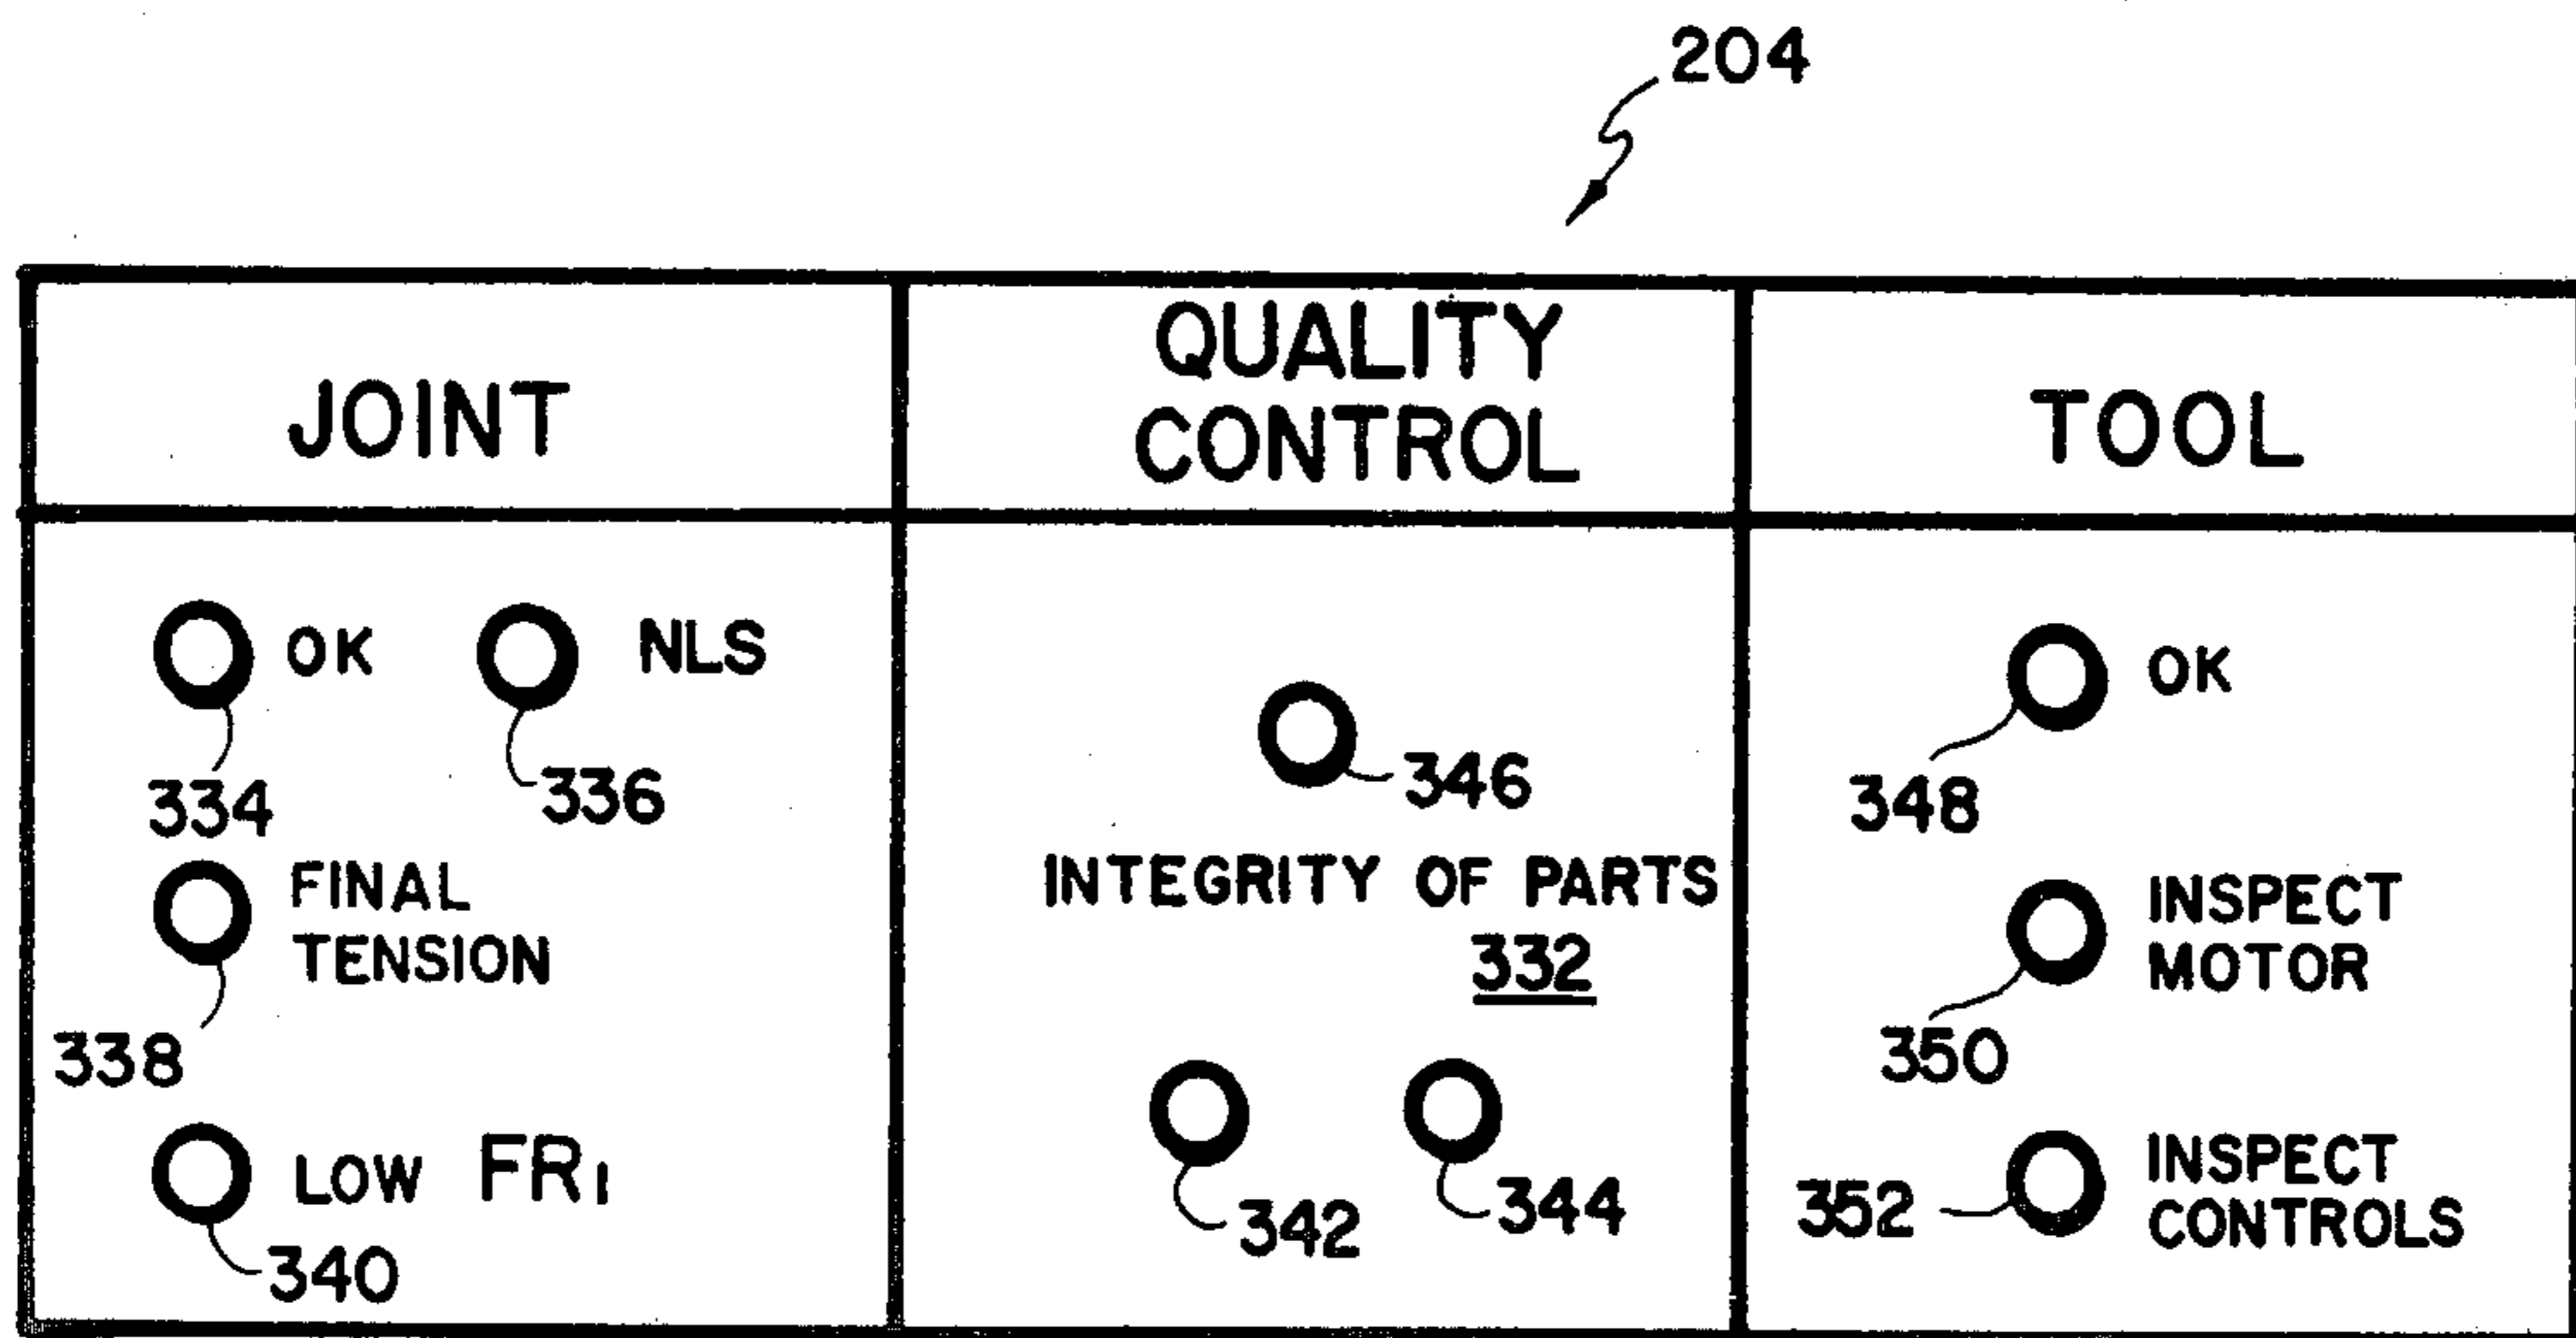 204
JOINT
QUALITY
CONTROL
TOOL
OK
NLS
334
336
FINAL
TENSION
338
LOW FR₁
340
346
INTEGRITY OF PARTS
332
342
344
OK
348
INSPECT
MOTOR
350
INSPECT
CONTROLS
352